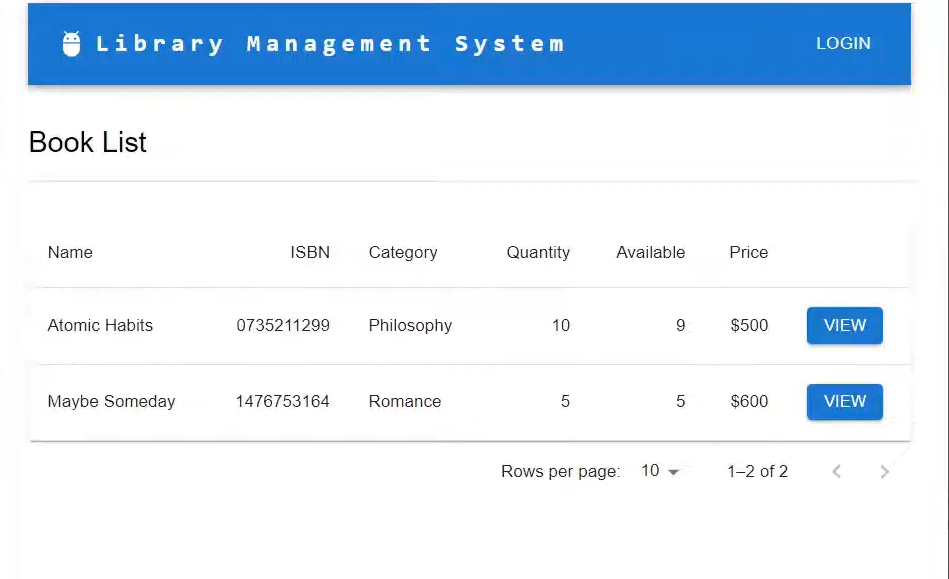 Library Management System LOGIN
Book List
Name ISBN Category Quantity Available Price
Atomic Habits 0735211299 Philosophy 10 9 $500 VIEW
Maybe Someday 1476753164 Romance 5 5 $600 VIEW
Rows per page: 10 1–2 of 2